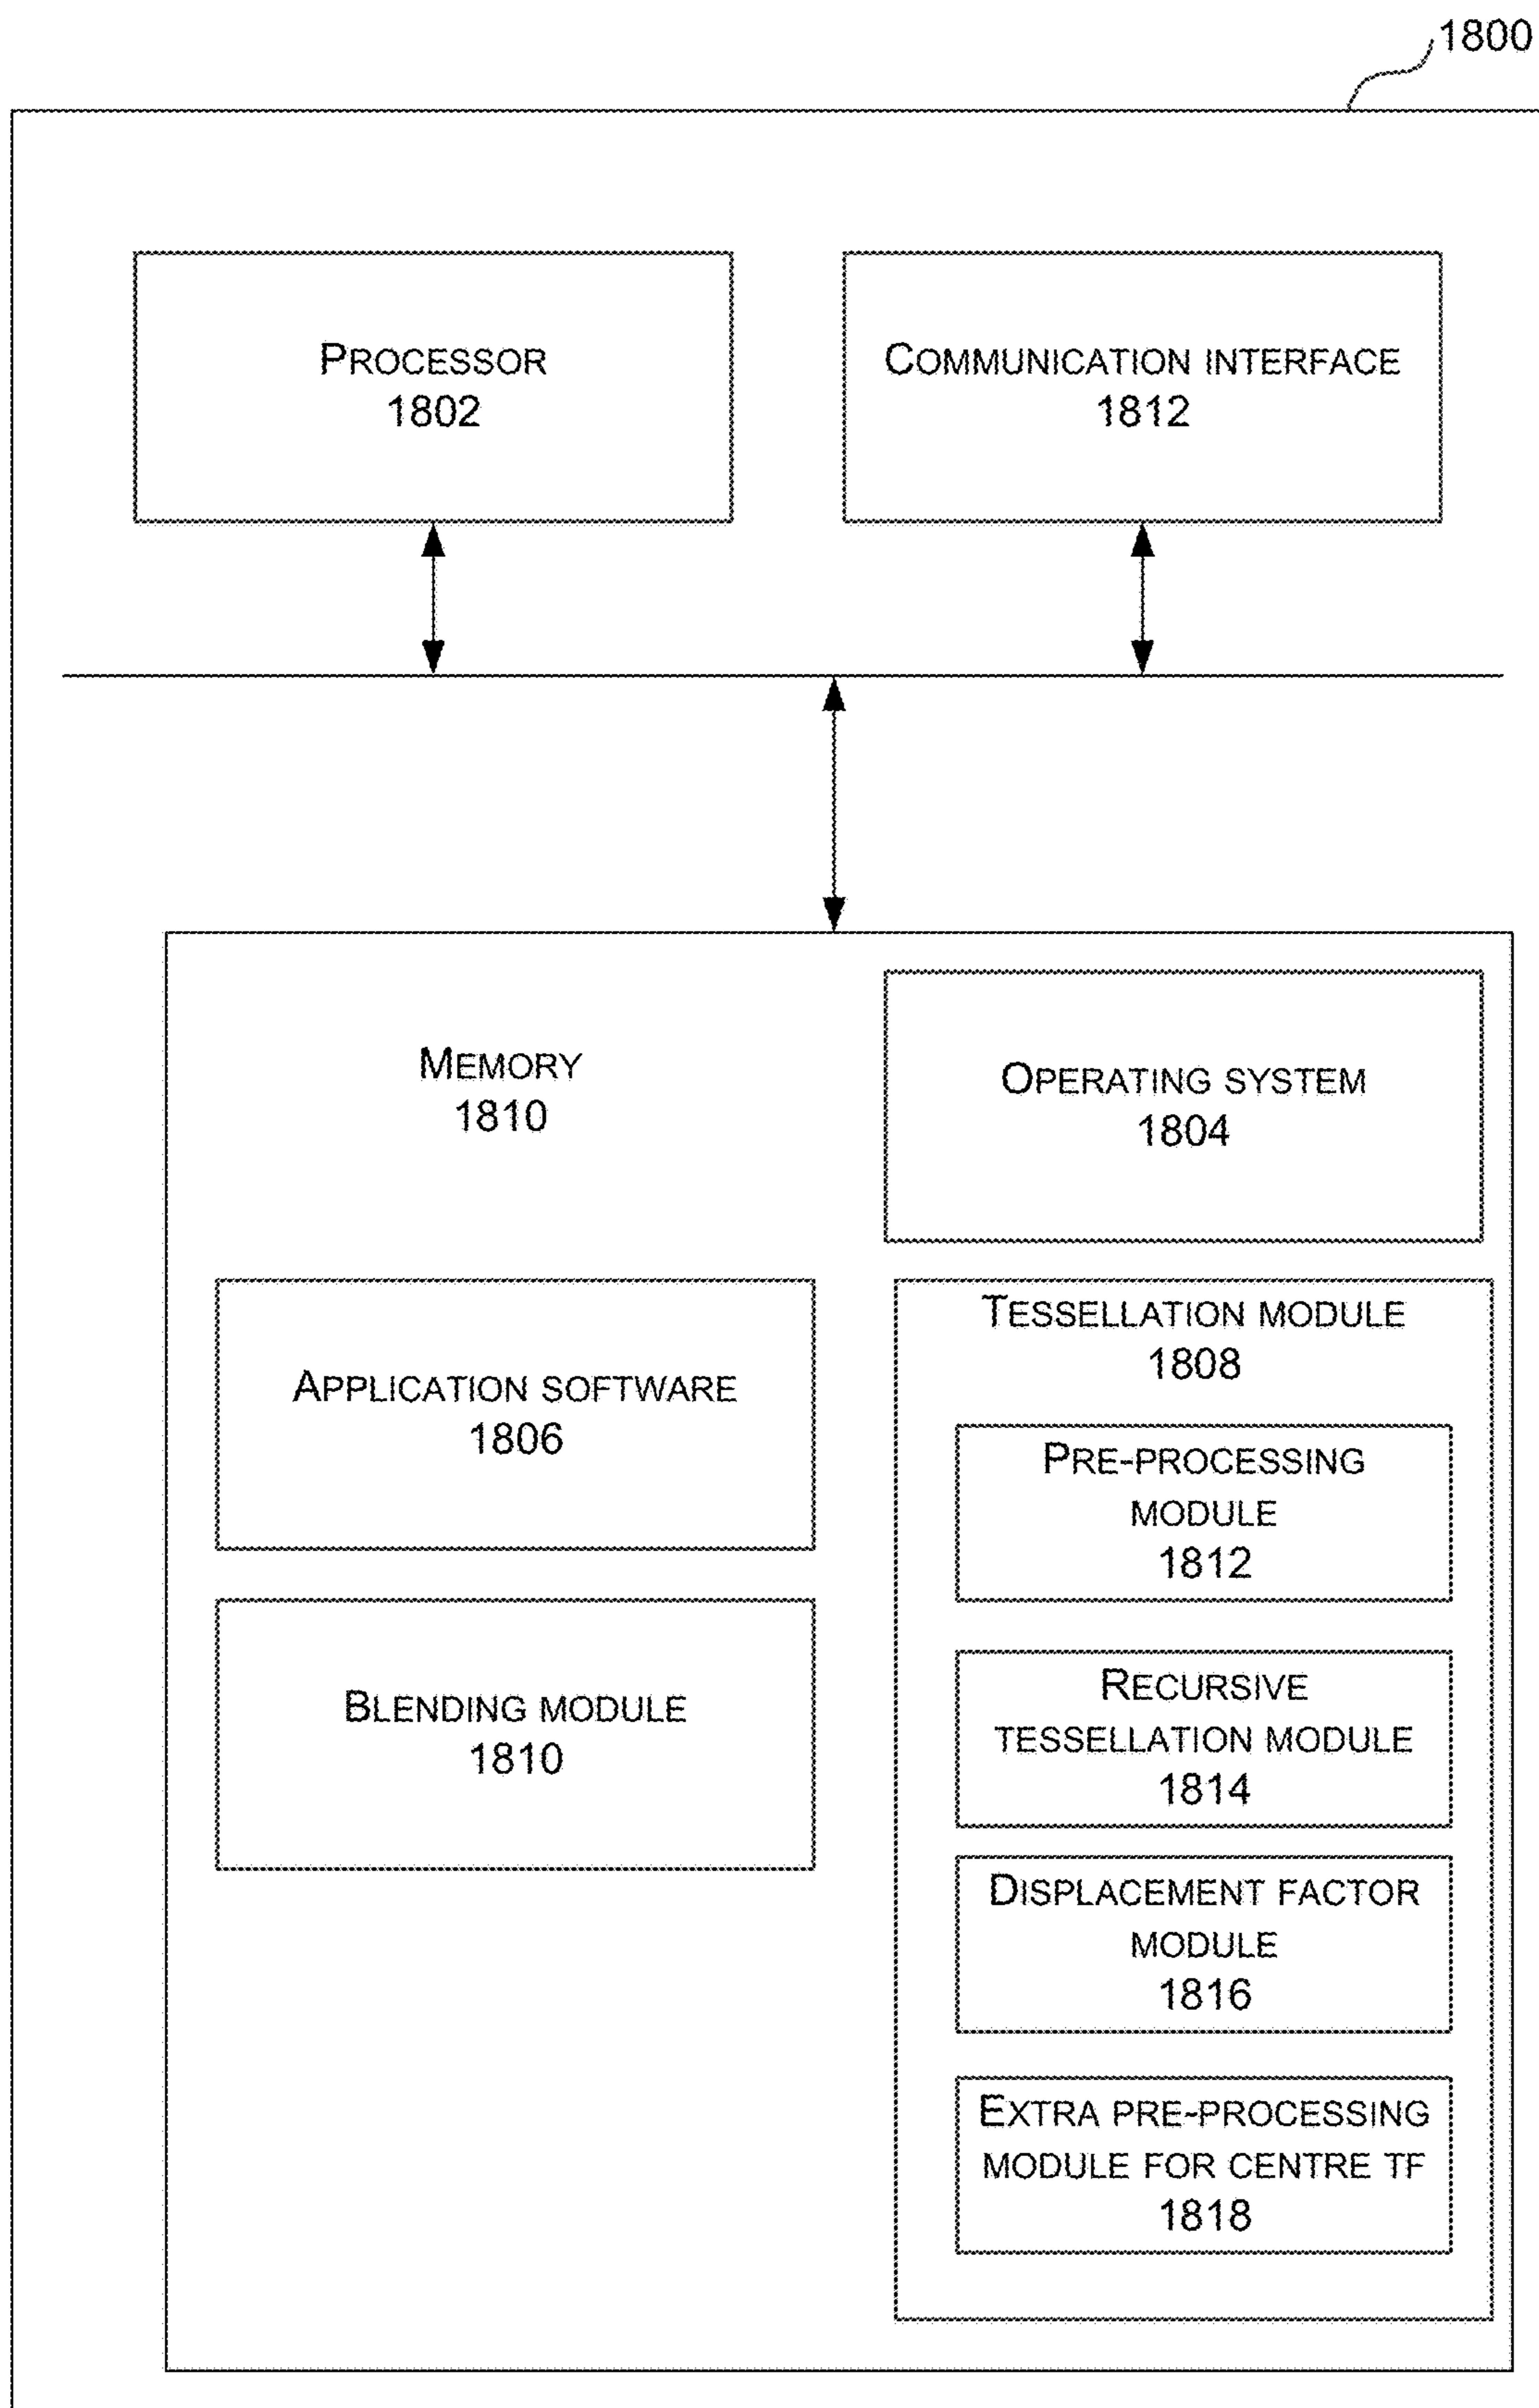 1800
PROCESSOR
1802
COMMUNICATION INTERFACE
1812
MEMORY
1810
OPERATING SYSTEM
1804
APPLICATION SOFTWARE
1806
BLENDING MODULE
1810
TESSELLATION MODULE
1808
PRE-PROCESSING
MODULE
1812
RECURSIVE
TESSELLATION MODULE
1814
DISPLACEMENT FACTOR
MODULE
1816
EXTRA PRE-PROCESSING
MODULE FOR CENTRE TF
1818